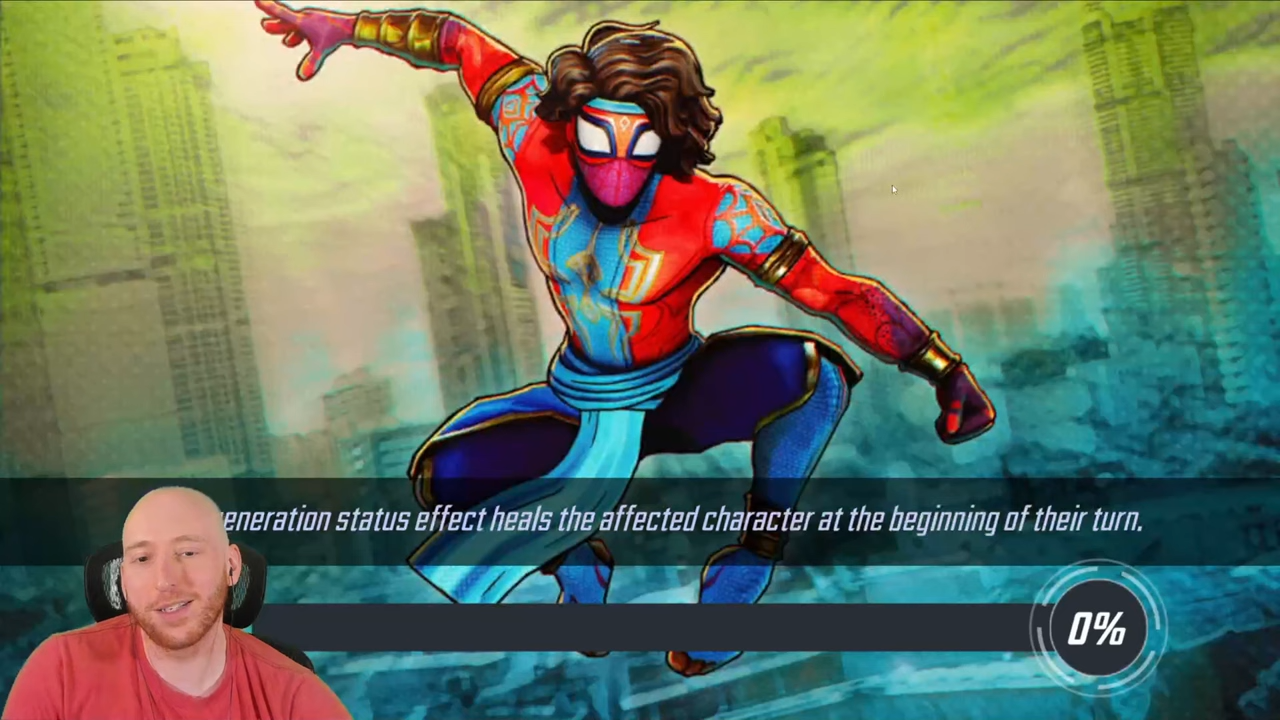 eneration status effect heals the affected character at the beginning of their turn.
0%